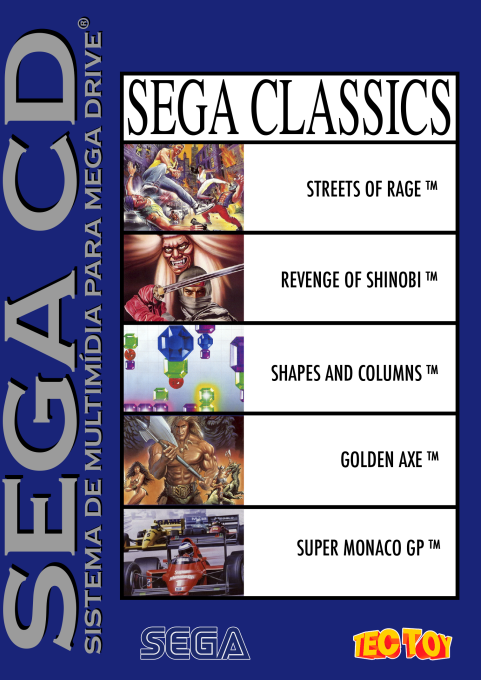 SEGA CD
SISTEMA DE MULTIMÍDIA PARA MEGA DRIVE®
SEGA CLASSICS
STREETS OF RAGE ™
REVENGE OF SHINOBI ™
SHAPES AND COLUMNS ™
GOLDEN AXE ™
SUPER MONACO GP ™
SEGA
TEC TOY